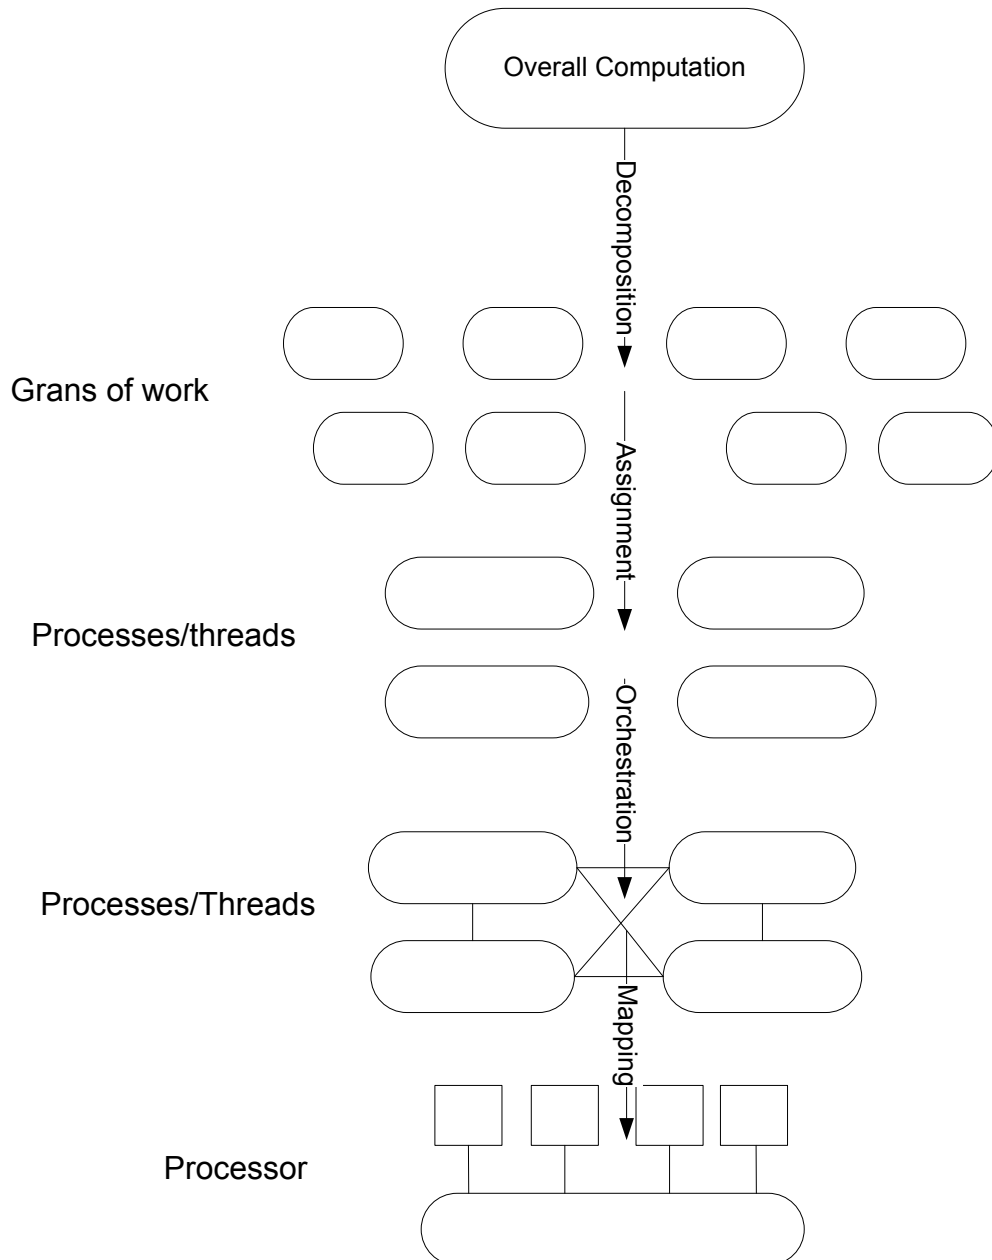 Overall Computation
Decomposition
Grans of work
Assignment
Processes/threads
Orchestration
Processes/Threads
Mapping
Processor